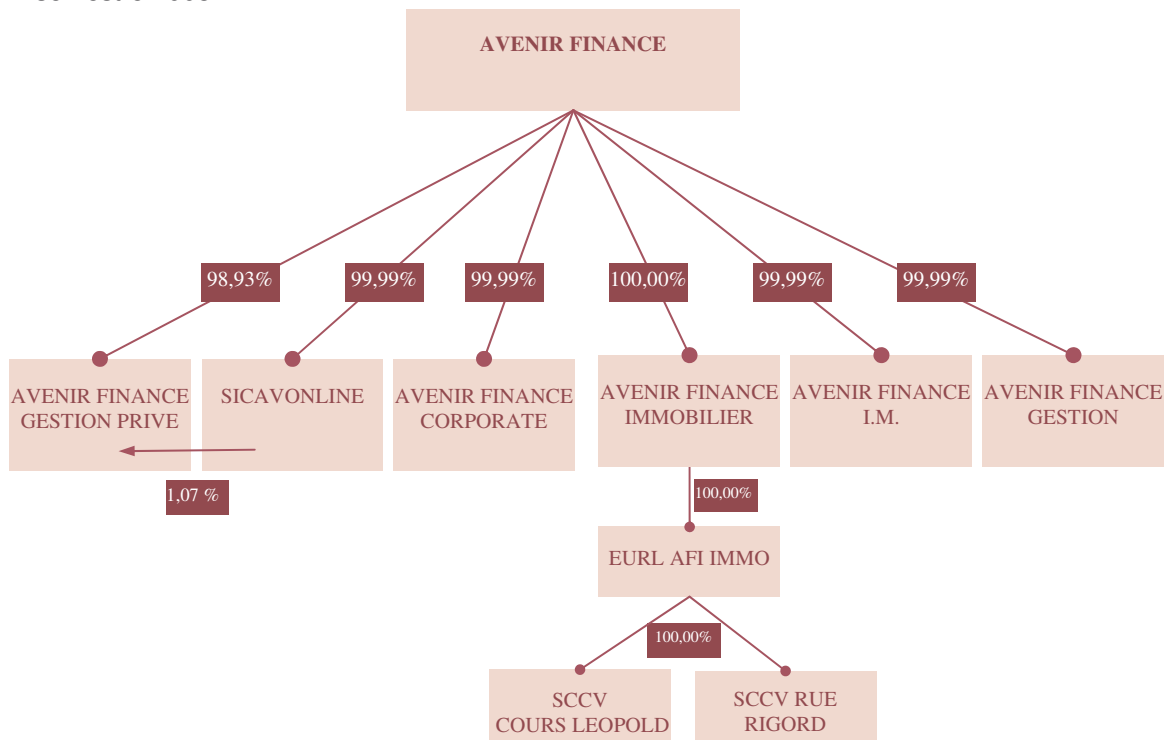 AVENIR FINANCE
98,93%
99,99%
99,99%
100,00%
99,99%
99,99%
AVENIR FINANCE
GESTION PRIVE
SICAVONLINE
AVENIR FINANCE
CORPORATE
AVENIR FINANCE
IMMOBILIER
AVENIR FINANCE
I.M.
AVENIR FINANCE
GESTION
1,07 %
100,00%
EURL AFI IMMO
100,00%
SCCV
COURS LEOPOLD
SCCV RUE
RIGORD